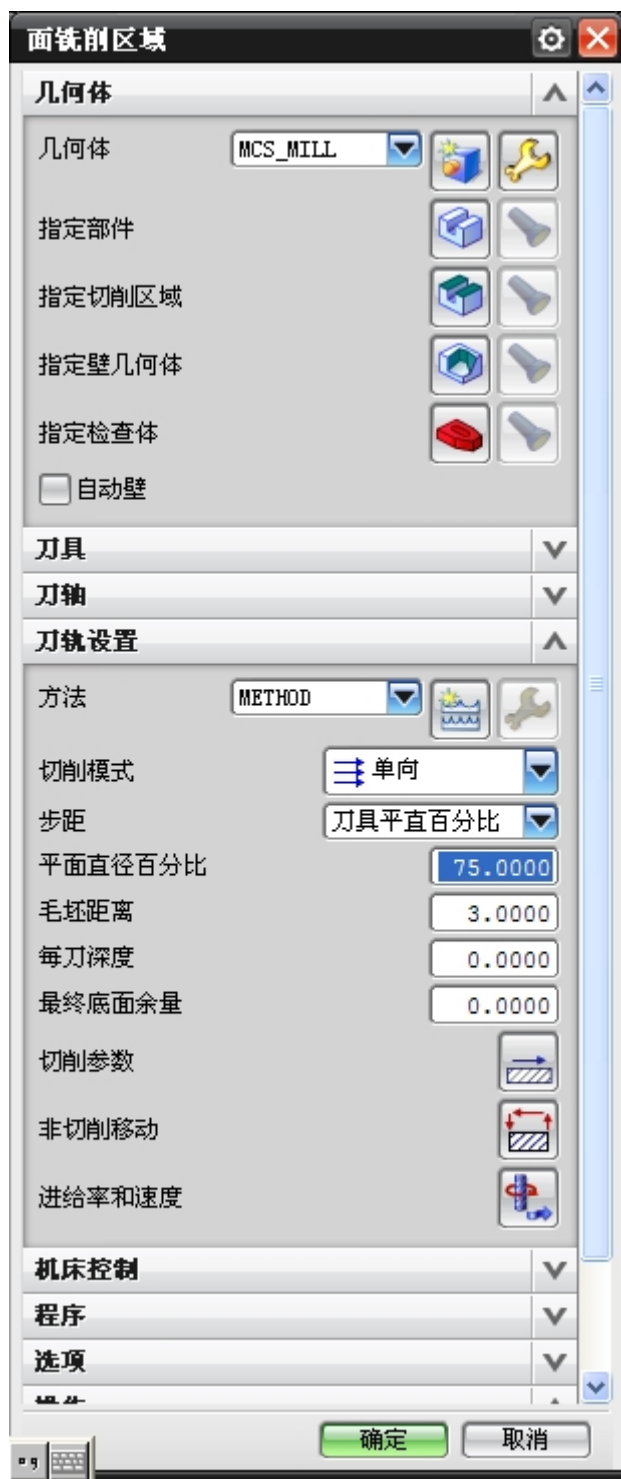 面铣削区域
几何体
几何体 MCS_MILL
指定部件
指定切削区域
指定壁几何体
指定检查体
自动壁
刀具
刀轴
刀轨设置
方法 METHOD
切削模式 单向
步距 刀具平直百分比
平面直径百分比 75.0000
毛坯距离 3.0000
每刀深度 0.0000
最终底面余量 0.0000
切削参数
非切削移动
进给率和速度
机床控制
程序
选项
确定 取消